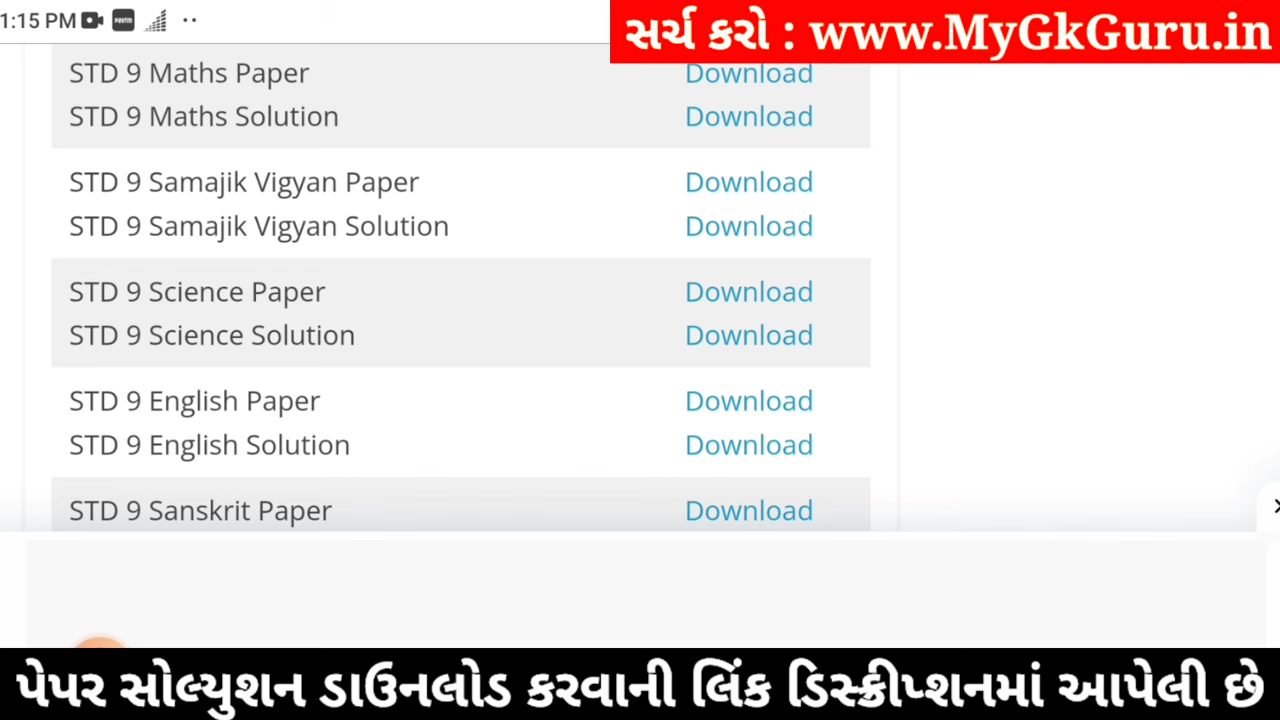 1:15 PM
સર્ચ કરો : www.MyGkGuru.in
STD 9 Maths Paper Download
STD 9 Maths Solution Download
STD 9 Samajik Vigyan Paper Download
STD 9 Samajik Vigyan Solution Download
STD 9 Science Paper Download
STD 9 Science Solution Download
STD 9 English Paper Download
STD 9 English Solution Download
STD 9 Sanskrit Paper Download
પેપર સોલ્યુશન ડાઉનલોડ કરવાની લિંક ડિસ્ક્રીપ્શનમાં આપેલી છે